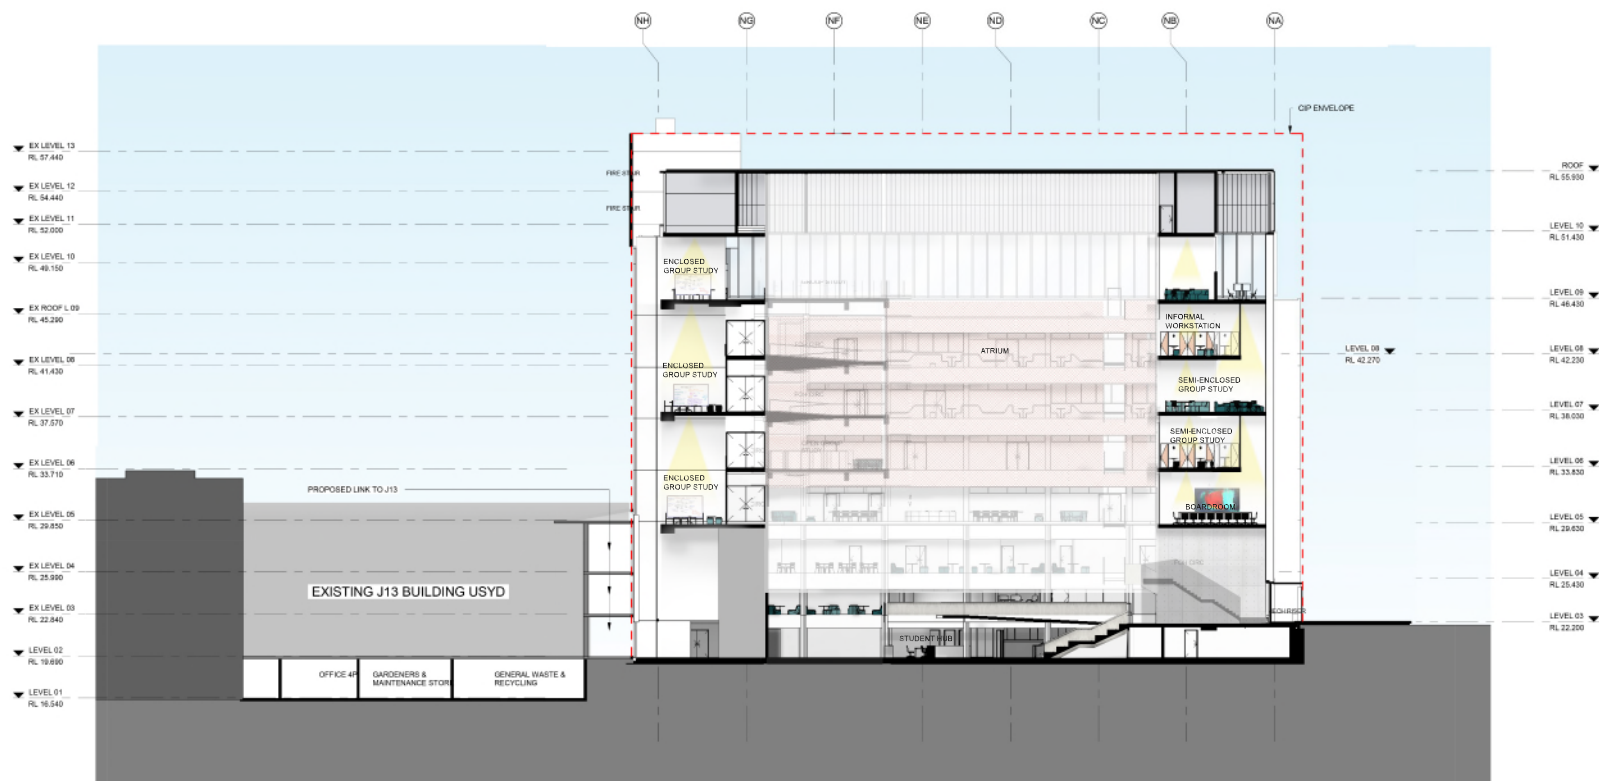 NH NG NF NE ND NC NB NA
CIP ENVELOPE
EX LEVEL 13
RL 57.440
EX LEVEL 12
RL 54.440
EX LEVEL 11
RL 52.000
EX LEVEL 10
RL 49.150
EX ROOF L 09
RL 45.290
EX LEVEL 08
RL 41.430
EX LEVEL 07
RL 37.570
EX LEVEL 06
RL 33.710
EX LEVEL 05
RL 29.850
EX LEVEL 04
RL 25.990
EX LEVEL 03
RL 22.840
LEVEL 02
RL 19.690
LEVEL 01
RL 16.540
FIRE STAIR
FIRE STAIR
ENCLOSED
GROUP STUDY
ENCLOSED
GROUP STUDY
ENCLOSED
GROUP STUDY
PROPOSED LINK TO J13
EXISTING J13 BUILDING USYD
OFFICE 4P
GARDENERS &
MAINTENANCE STORE
GENERAL WASTE &
RECYCLING
ATRIUM
STUDENT HUB
INFORMAL
WORKSTATION
SEMI-ENCLOSED
GROUP STUDY
SEMI-ENCLOSED
GROUP STUDY
BOARDROOM
LEVEL 08
RL 42.270
ROOF
RL 55.930
LEVEL 10
RL 51.430
LEVEL 09
RL 46.430
LEVEL 08
RL 42.230
LEVEL 07
RL 38.030
LEVEL 06
RL 33.830
LEVEL 05
RL 29.630
LEVEL 04
RL 25.430
LEVEL 03
RL 22.200